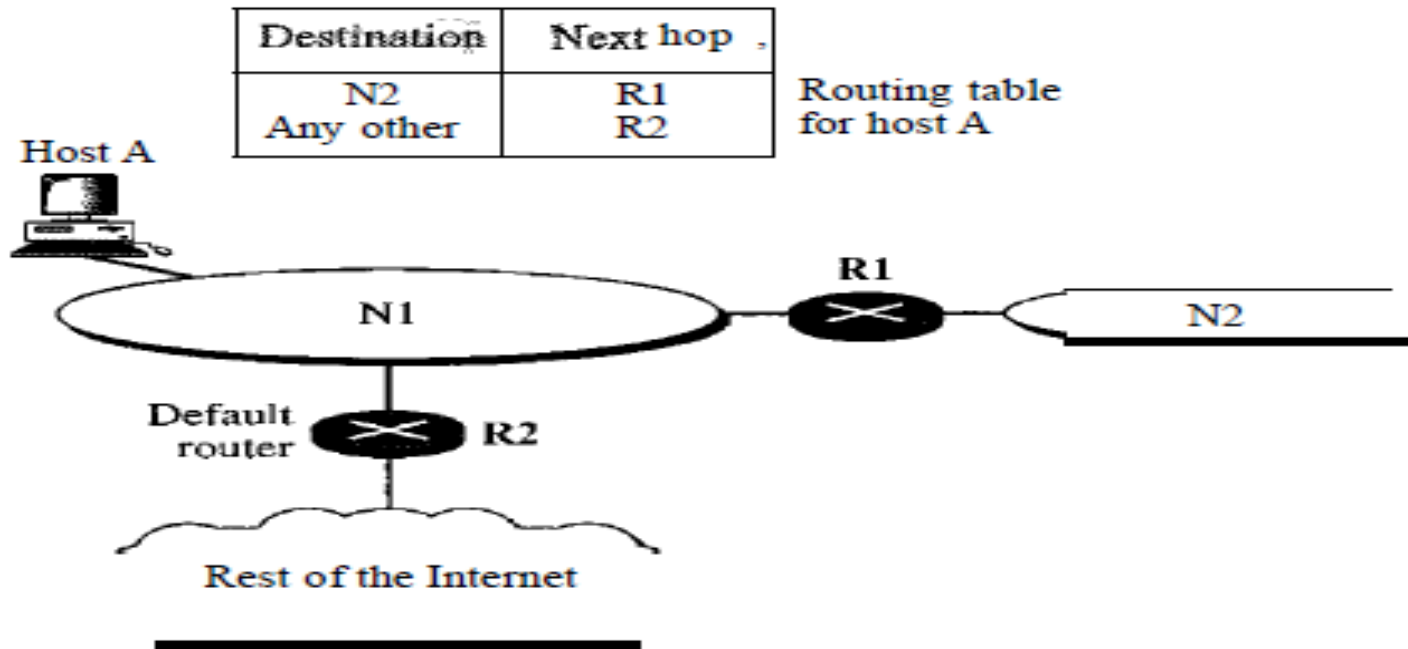 Destination Next hop ,
N2 R1
Any other R2
Routing table
for host A
Host A
R1
N1
N2
Default
router
R2
Rest of the Internet